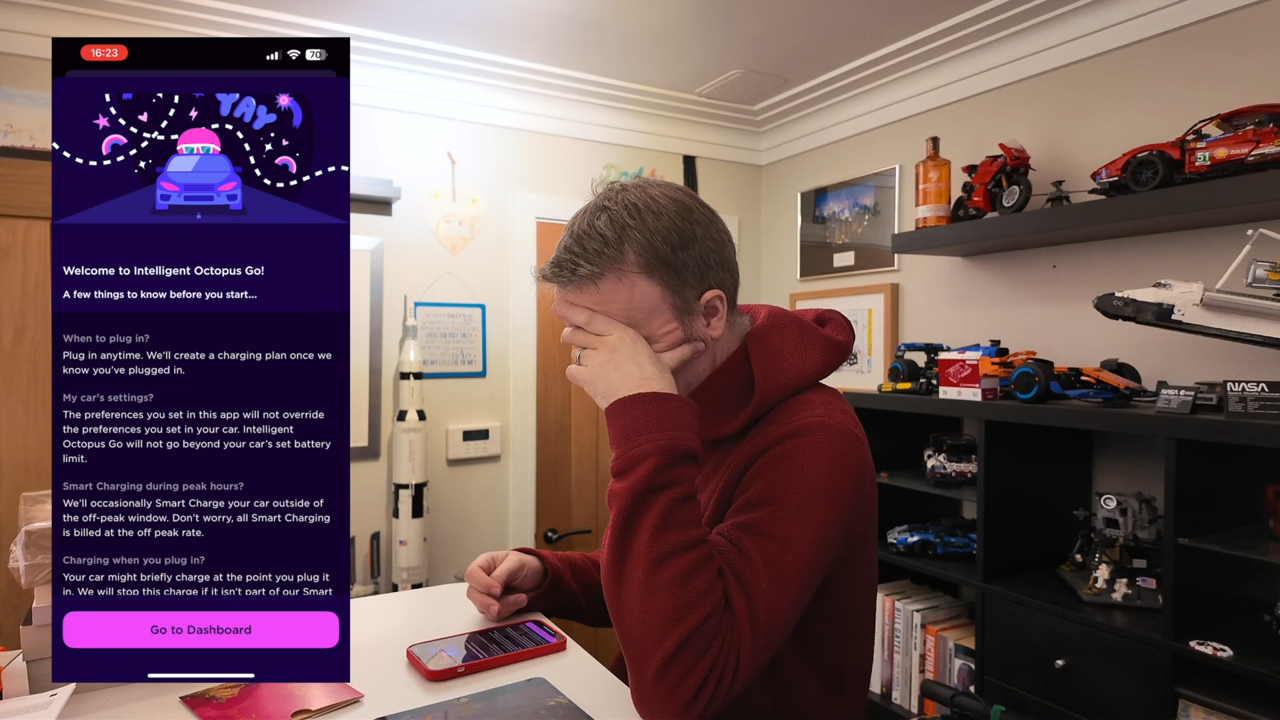 16:23
70
YAY
Welcome to Intelligent Octopus Go!
A few things to know before you start...
When to plug in?
Plug in anytime. We'll create a charging plan once we
know you've plugged in.
My car's settings?
The preferences you set in this app will not override
the preferences you set in your car. Intelligent
Octopus Go will not go beyond your car's set battery
limit.
Smart Charging during peak hours?
We'll occasionally Smart Charge your car outside of
the off-peak window. Don't worry, all Smart Charging
is billed at the off peak rate.
Charging when you plug in?
Your car might briefly charge at the point you plug it
in. We will stop this charge if it isn't part of our Smart
Go to Dashboard
51
NASA
NASA